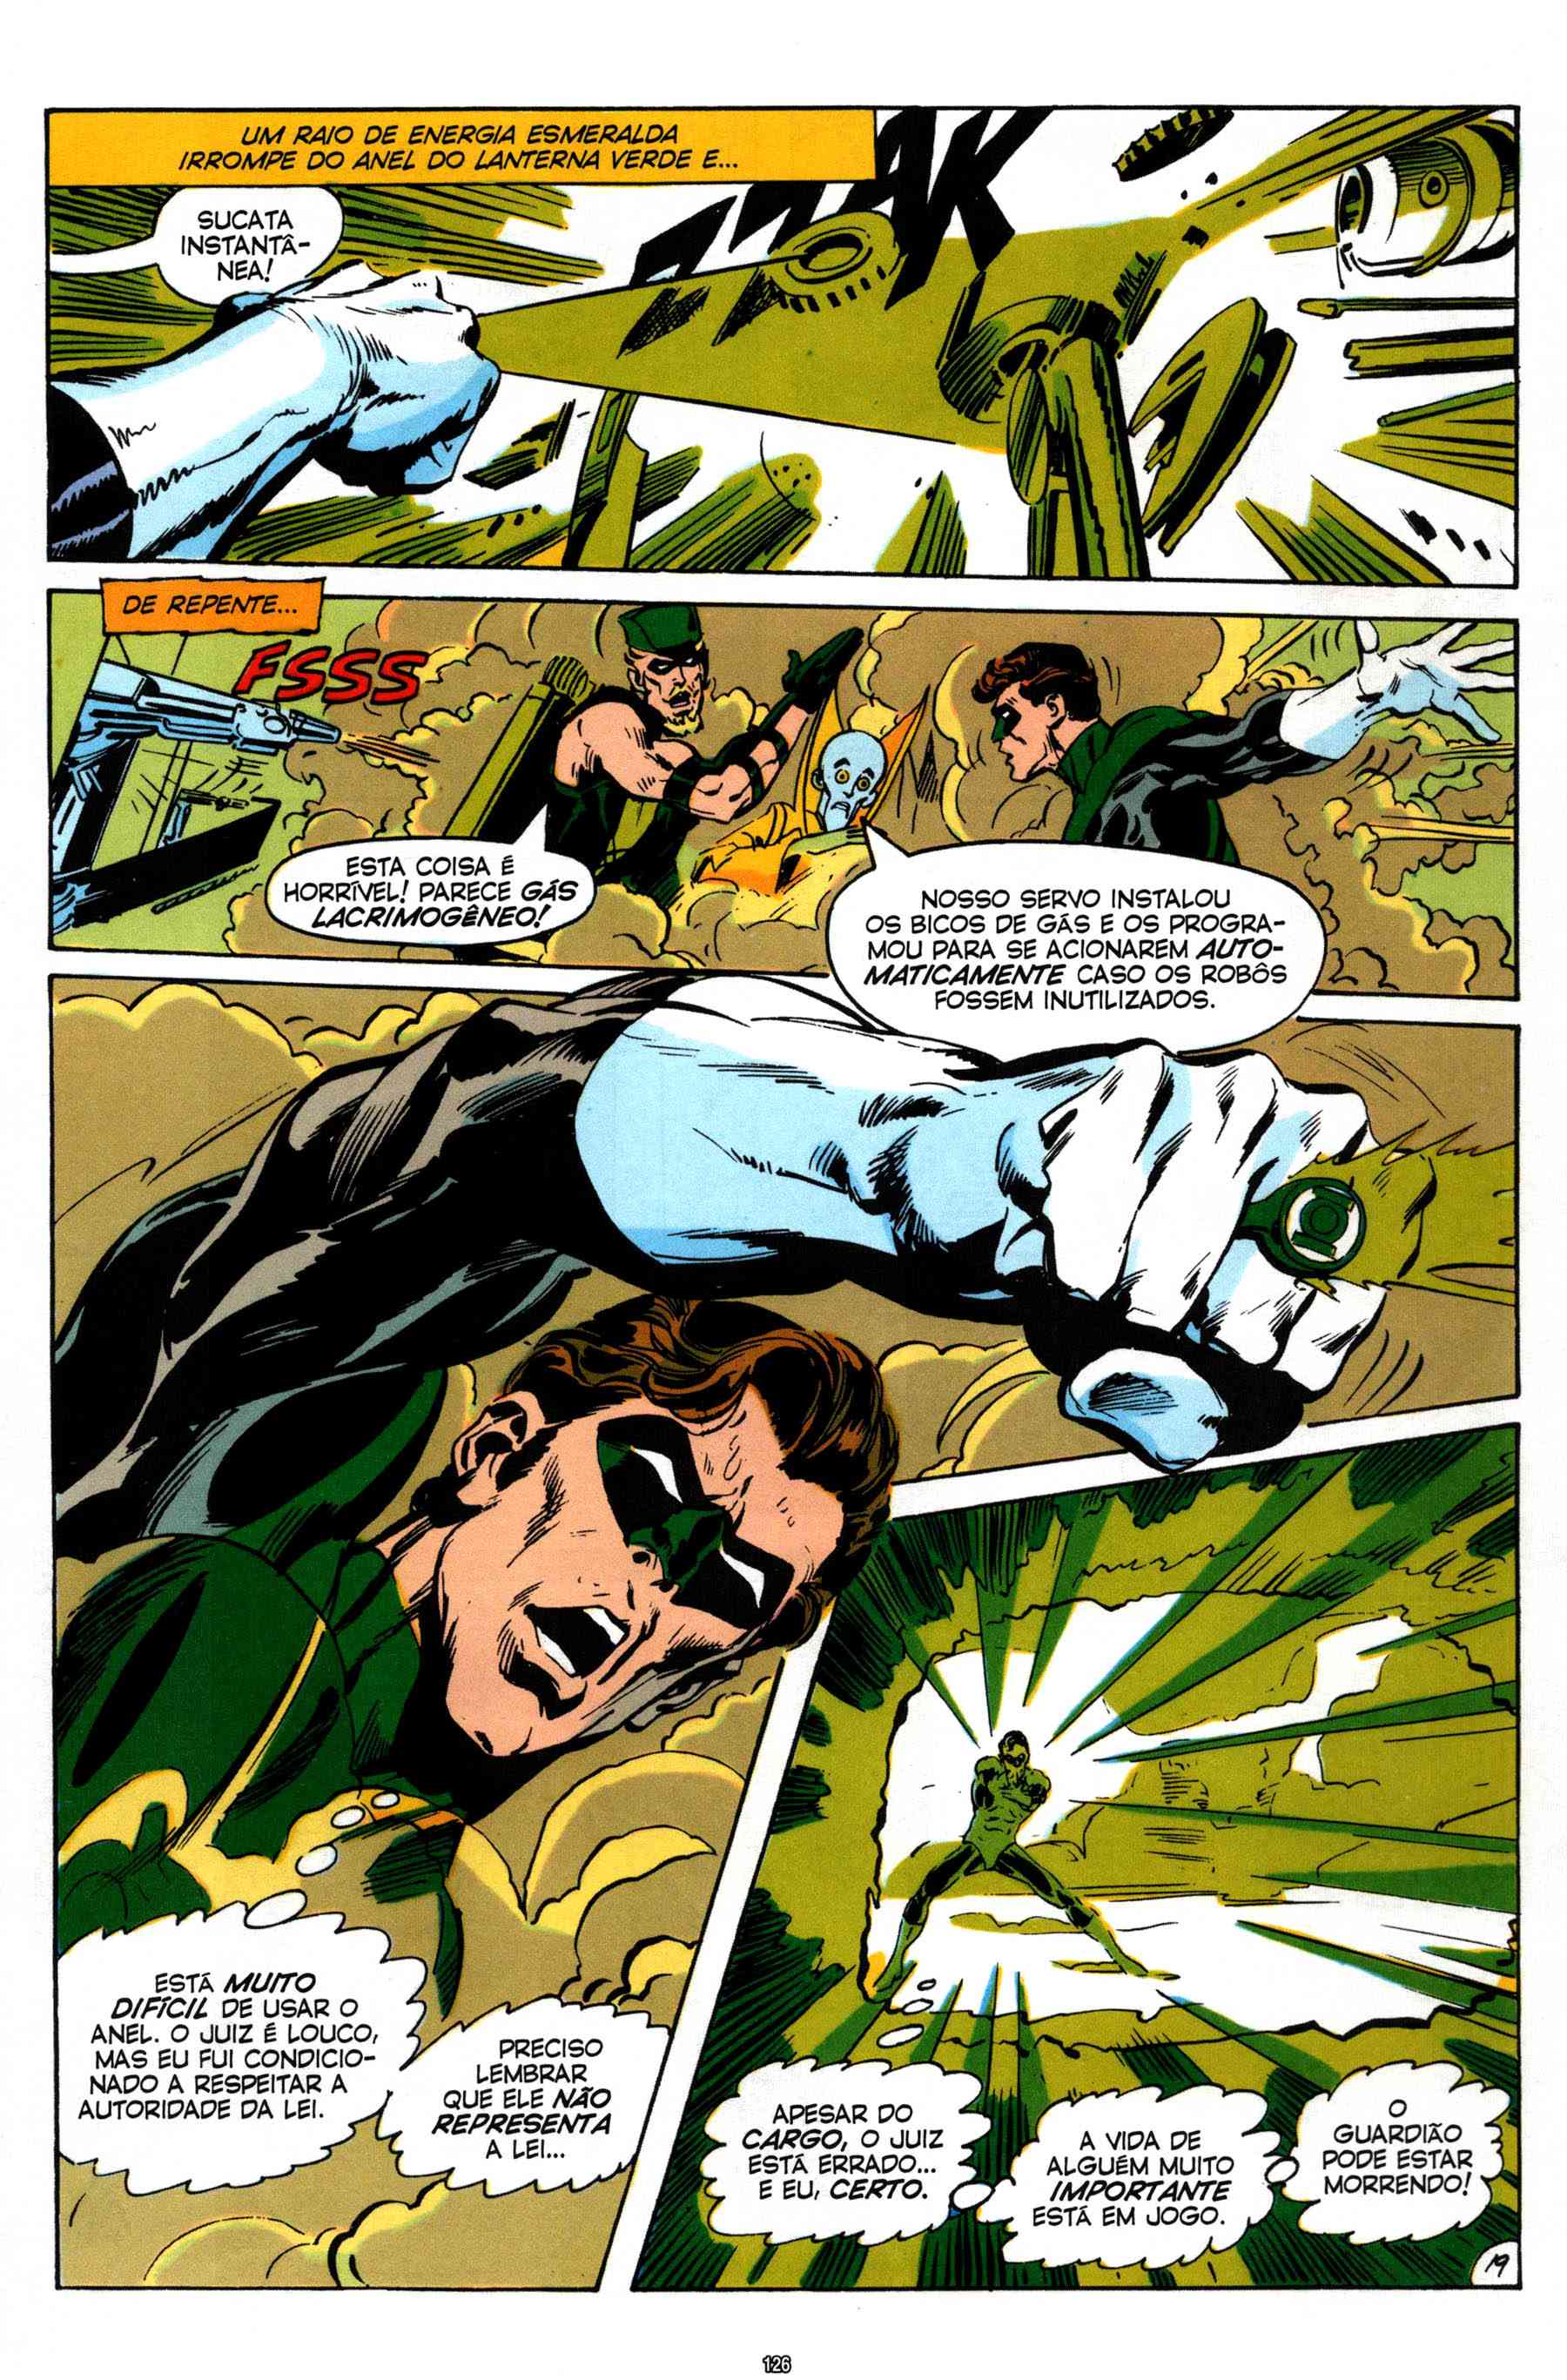 UM RAIO DE ENERGIA ESMERALDA
IRROMPE DO ANEL DO LANTERNA VERDE E...
SUCATA
INSTANTÂ-
NEA!
DE REPENTE...
FSSS
ESTA COISA É
HORRÍVEL! PARECE GÁS
LACRIMOGÊNEO!
NOSSO SERVO INSTALOU
OS BICOS DE GÁS E OS PROGRA-
MOU PARA SE ACIONAREM AUTO-
MATICAMENTE CASO OS ROBÔS
FOSSEM INUTILIZADOS.
ESTÁ MUITO
DIFÍCIL DE USAR O
ANEL. O JUIZ É LOUCO,
MAS EU FUI CONDICIO-
NADO A RESPEITAR A
AUTORIDADE DA LEI.
PRECISO
LEMBRAR
QUE ELE NÃO
REPRESENTA
A LEI...
APESAR DO
CARGO, O JUIZ
ESTÁ ERRADO...
E EU, CERTO.
A VIDA DE
ALGUÉM MUITO
IMPORTANTE
ESTÁ EM JOGO.
O
GUARDIÃO
PODE ESTAR
MORRENDO!
19
126